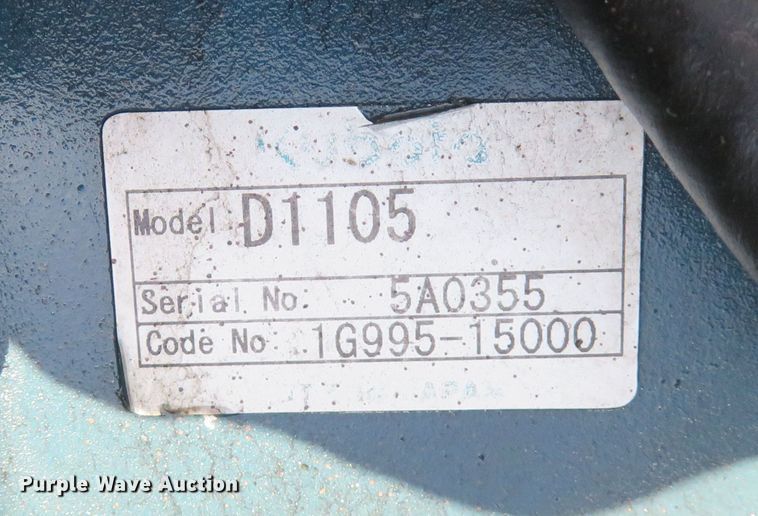 Kubota
Model D1105
Serial No. 5A0355
Code No 1G995-15000
Purple Wave Auction